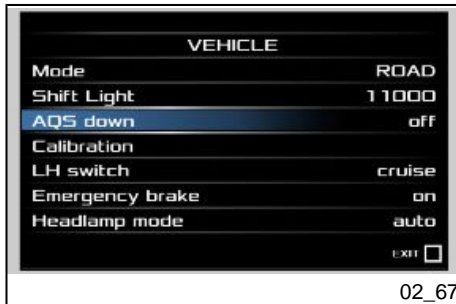 VEHICLE
Mode ROAD
Shift Light 11000
AQS down off
Calibration
LH switch cruise
Emergency brake on
Headlamp mode auto
EXIT
02_67